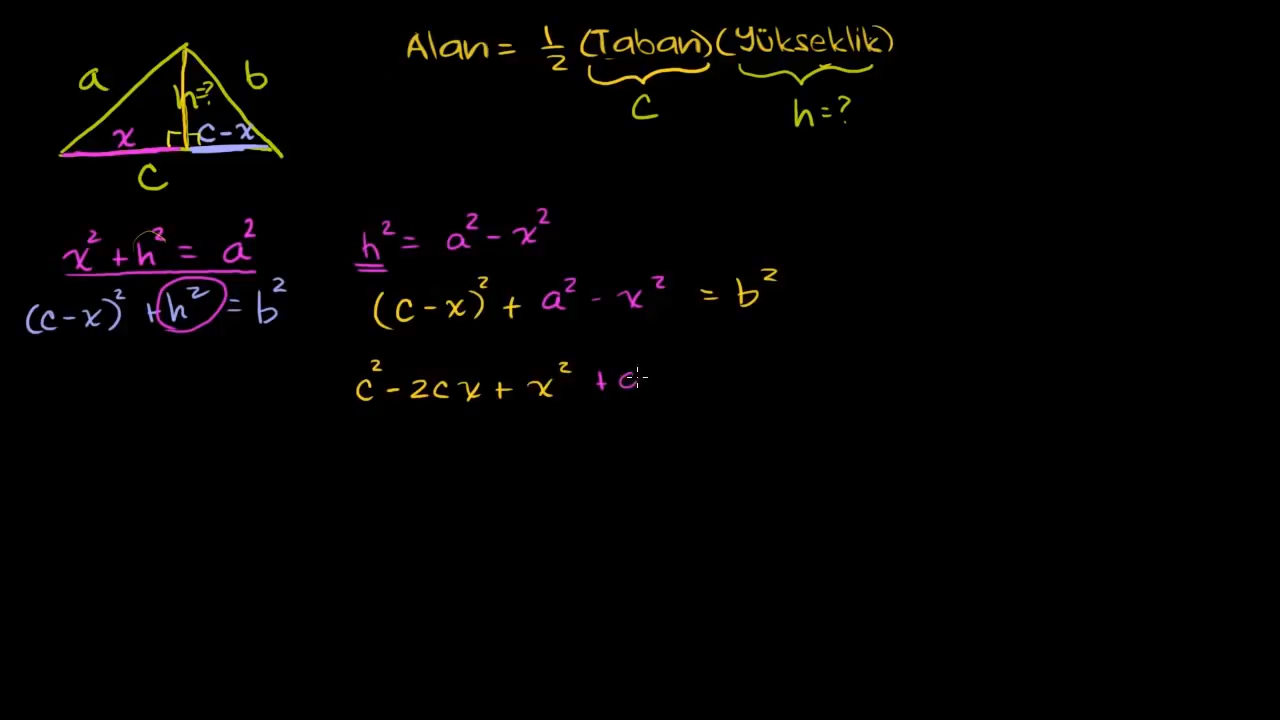 Alan = 1/2 (Taban) (Yükseklik)
c h=?
a b
h=?
x c-x
c
x² + h² = a² h² = a² - x²
(c-x)² + h² = b² (c-x)² + a² - x² = b²
c² - 2cx + x² +